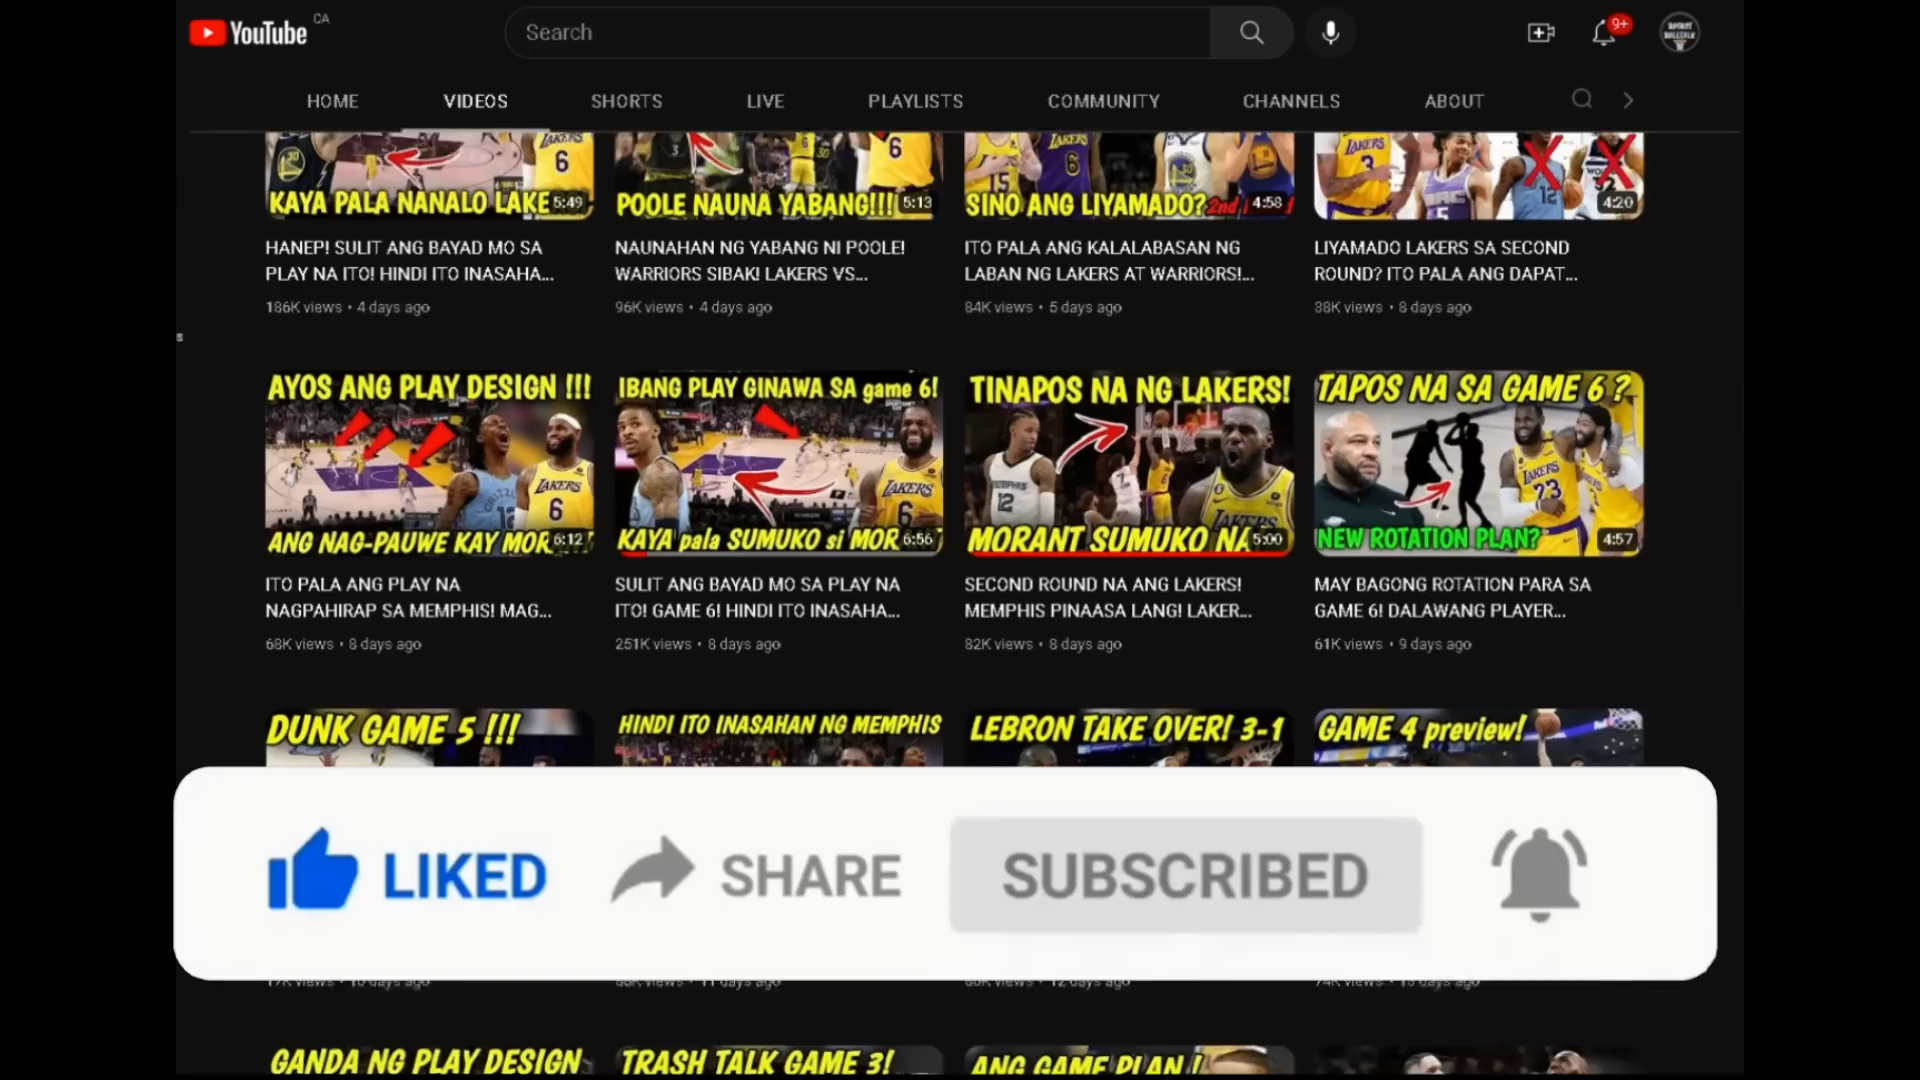 YouTube CA
Search
9+
HOME VIDEOS SHORTS LIVE PLAYLISTS COMMUNITY CHANNELS ABOUT
KAYA PALA NANALO LAKE 5:49
POOLE NAUNA YABANG!!! 5:13
SINO ANG LIYAMADO? 2nd 4:58
4:20
HANEP! SULIT ANG BAYAD MO SA
PLAY NA ITO! HINDI ITO INASAHA...
186K views • 4 days ago
NAUNAHAN NG YABANG NI POOLE!
WARRIORS SIBAK! LAKERS VS...
96K views • 4 days ago
ITO PALA ANG KALALABASAN NG
LABAN NG LAKERS AT WARRIORS!...
84K views • 5 days ago
LIYAMADO LAKERS SA SECOND
ROUND? ITO PALA ANG DAPAT...
38K views • 8 days ago
AYOS ANG PLAY DESIGN !!!
ANG NAG-PAUWE KAY MOR 6:12
IBANG PLAY GINAWA SA game 6!
KAYA pala SUMUKO si MOR 6:56
TINAPOS NA NG LAKERS!
MORANT SUMUKO NA 5:00
TAPOS NA SA GAME 6 ?
NEW ROTATION PLAN? 4:57
ITO PALA ANG PLAY NA
NAGPAHIRAP SA MEMPHIS! MAG...
68K views • 8 days ago
SULIT ANG BAYAD MO SA PLAY NA
ITO! GAME 6! HINDI ITO INASAHA...
251K views • 8 days ago
SECOND ROUND NA ANG LAKERS!
MEMPHIS PINAASA LANG! LAKER...
82K views • 8 days ago
MAY BAGONG ROTATION PARA SA
GAME 6! DALAWANG PLAYER...
61K views • 9 days ago
DUNK GAME 5 !!!
HINDI ITO INASAHAN NG MEMPHIS
LEBRON TAKE OVER! 3-1
GAME 4 preview!
LIKED SHARE SUBSCRIBED
GANDA NG PLAY DESIGN
TRASH TALK GAME 3!
ANG GAME PLAN !